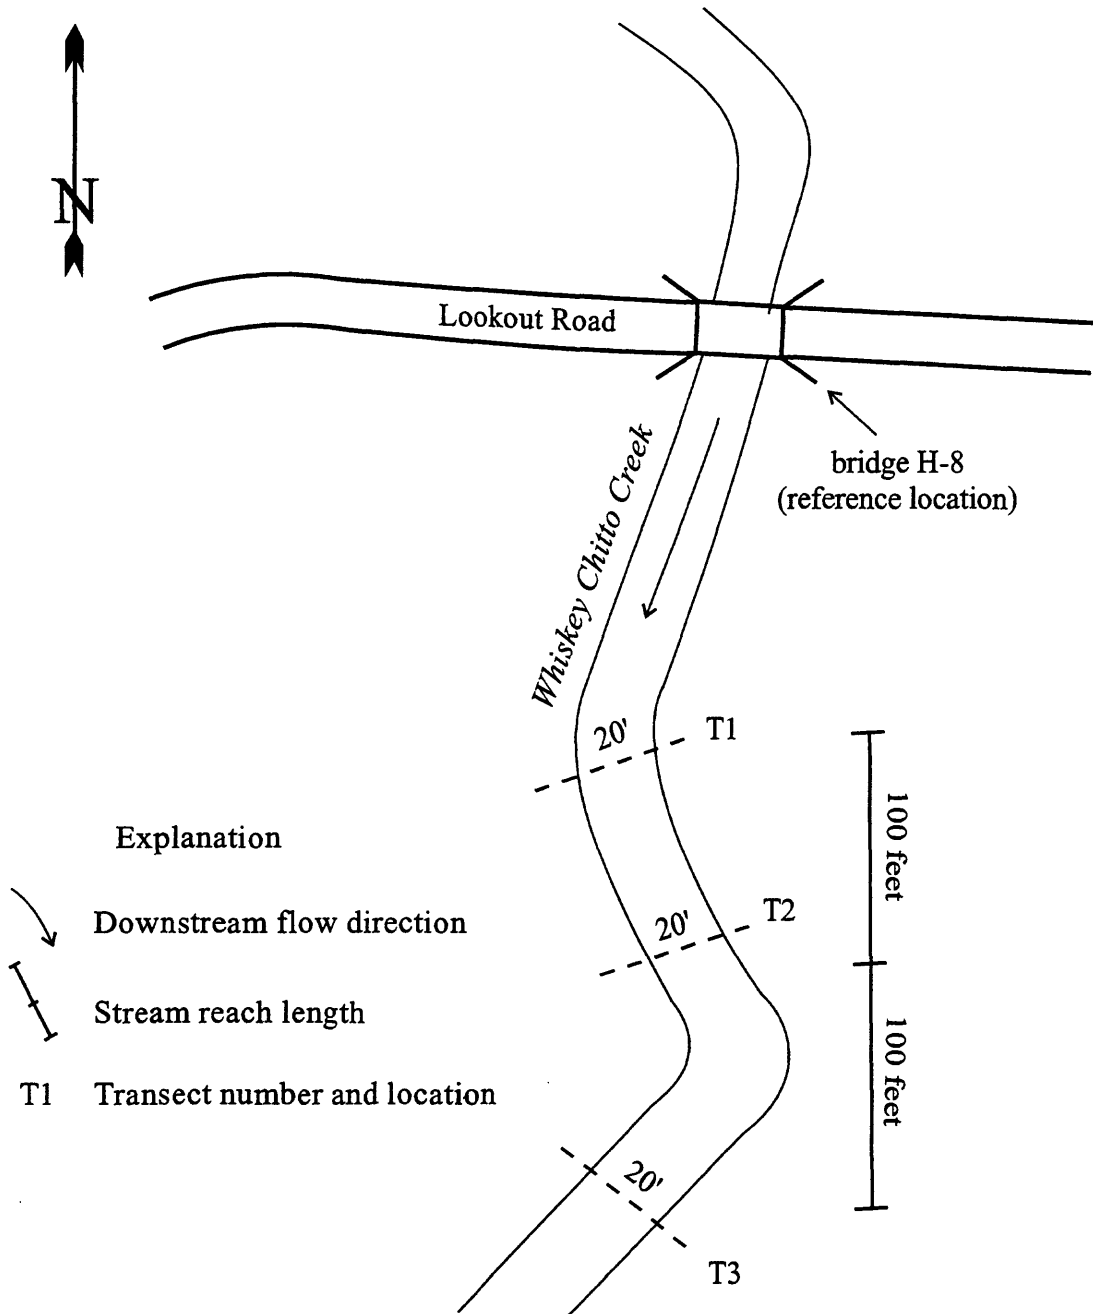 N
Lookout Road
bridge H-8
(reference location)
Whiskey Chitto Creek
20'
T1
100 feet
20'
T2
100 feet
20'
T3
Explanation
Downstream flow direction
Stream reach length
T1 Transect number and location